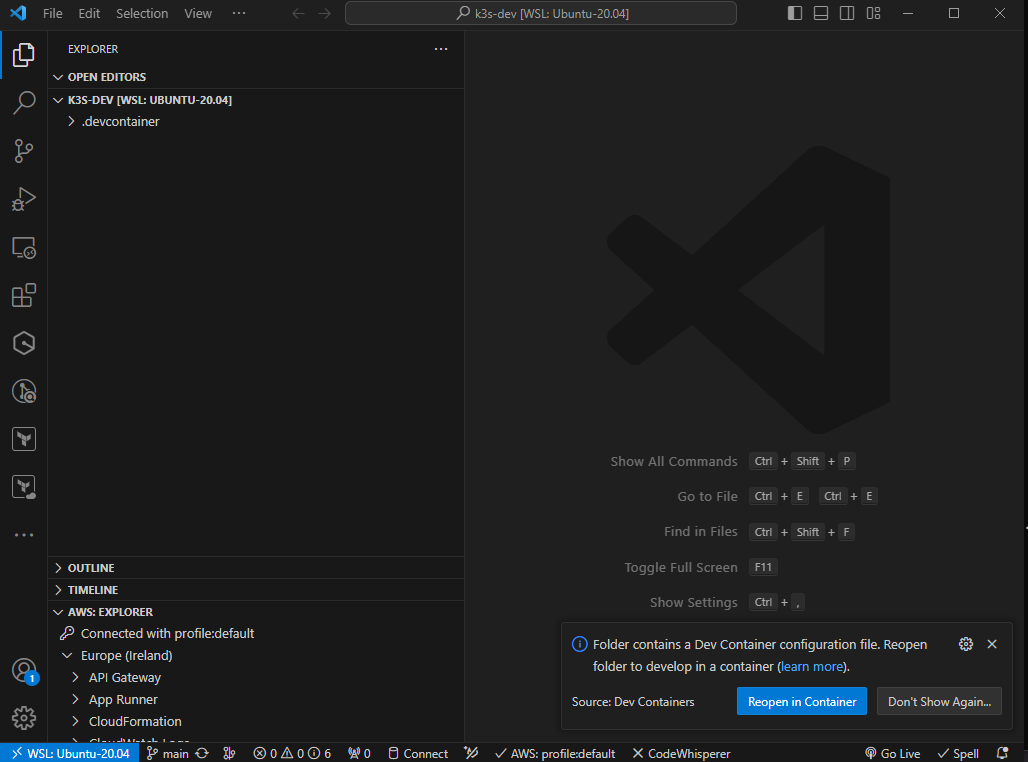 File Edit Selection View ··· k3s-dev [WSL: Ubuntu-20.04]
EXPLORER
OPEN EDITORS
K3S-DEV [WSL: UBUNTU-20.04]
.devcontainer
OUTLINE
TIMELINE
AWS: EXPLORER
Connected with profile:default
Europe (Ireland)
API Gateway
App Runner
CloudFormation
CloudWatch Logs
Show All Commands Ctrl + Shift + P
Go to File Ctrl + E Ctrl + E
Find in Files Ctrl + Shift + F
Toggle Full Screen F11
Show Settings Ctrl + ,
Folder contains a Dev Container configuration file. Reopen
folder to develop in a container (learn more).
Source: Dev Containers Reopen in Container Don't Show Again...
1
WSL: Ubuntu-20.04 main 0 0 6 0 Connect AWS: profile:default CodeWhisperer Go Live Spell